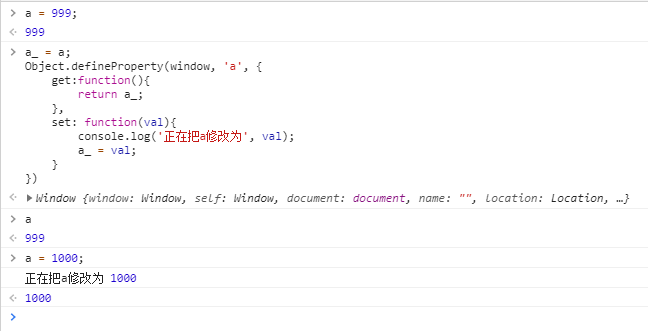 a = 999;
999
a_ = a;
Object.defineProperty(window, 'a', {
    get:function(){
        return a_;
    },
    set: function(val){
        console.log('正在把a修改为', val);
        a_ = val;
    }
})
Window {window: Window, self: Window, document: document, name: "", location: Location, …}
a
999
a = 1000;
正在把a修改为 1000
1000